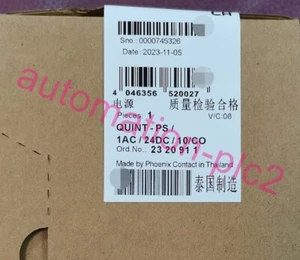 Sno.: 0000745326
Date: 2023-11-05
4 046356 520027
电源 质量检验合格
Pieces: 1 V/C:08
QUINT-PS/
1AC/24DC/10/CO
Ord.No.: 23 20 91 1
Made by Phoenix Contact in Thailand
泰国制造
automation-plc2